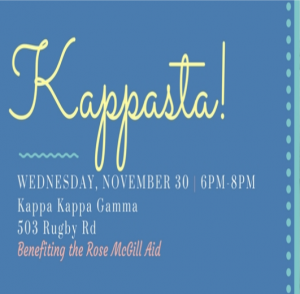 Kappasta!
WEDNESDAY, NOVEMBER 30 | 6PM-8PM
Kappa Kappa Gamma
503 Rugby Rd
Benefiting the Rose McGill Aid